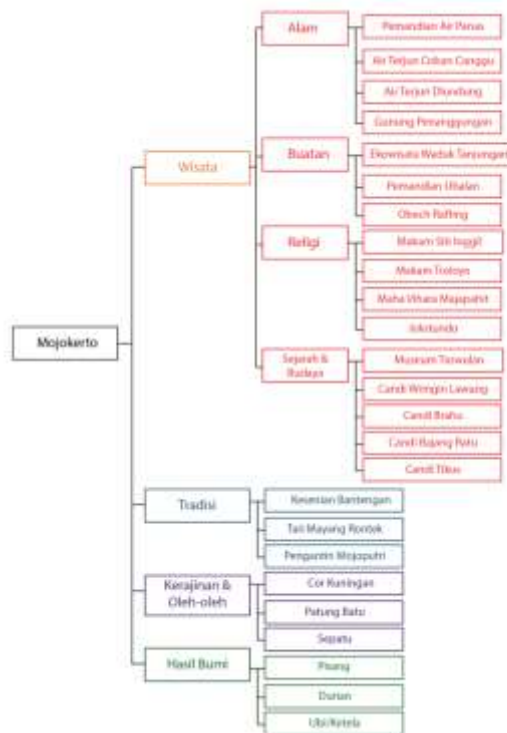 Mojokerto
Wisata
Alam
Pemandian Air Panas
Air Terjun Coban Canggu
Air Terjun Dlundung
Gunung Penanggungan
Buatan
Ekowisata Waduk Tanjungan
Pemandian Ubalan
Obech Rafting
Religi
Makam Siti Inggil
Makam Troloyo
Maha Vihara Majapahit
Jolotundo
Sejarah &
Budaya
Museum Trowulan
Candi Wringin Lawang
Candi Brahu
Candi Bajang Ratu
Candi Tikus
Tradisi
Kesenian Bantengan
Tari Mayang Rontek
Pengantin Mojoputri
Kerajinan &
Oleh-oleh
Cor Kuningan
Patung Batu
Sepatu
Hasil Bumi
Pisang
Durian
Ubi/Ketela